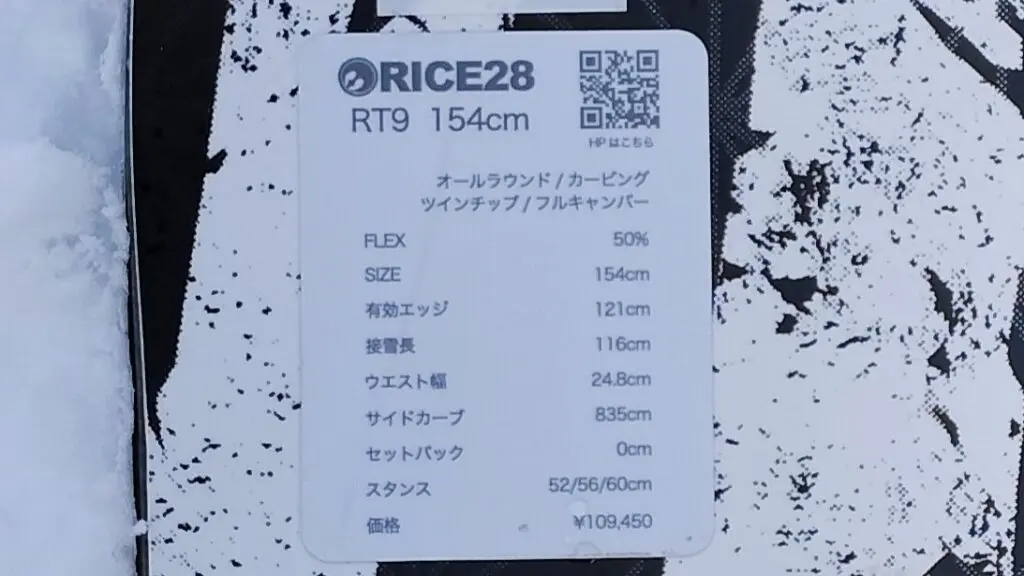 RICE28
RT9 154cm
HPはこちら
オールラウンド / カービング
ツインチップ / フルキャンバー
FLEX 50%
SIZE 154cm
有効エッジ 121cm
接雪長 116cm
ウエスト幅 24.8cm
サイドカーブ 835cm
セットバック 0cm
スタンス 52/56/60cm
価格 ¥109,450